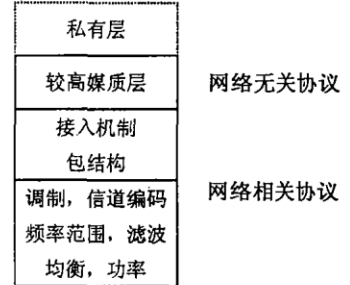 私有层
较高媒质层
网络无关协议
接入机制
包结构
网络相关协议
调制，信道编码
频率范围，滤波
均衡，功率